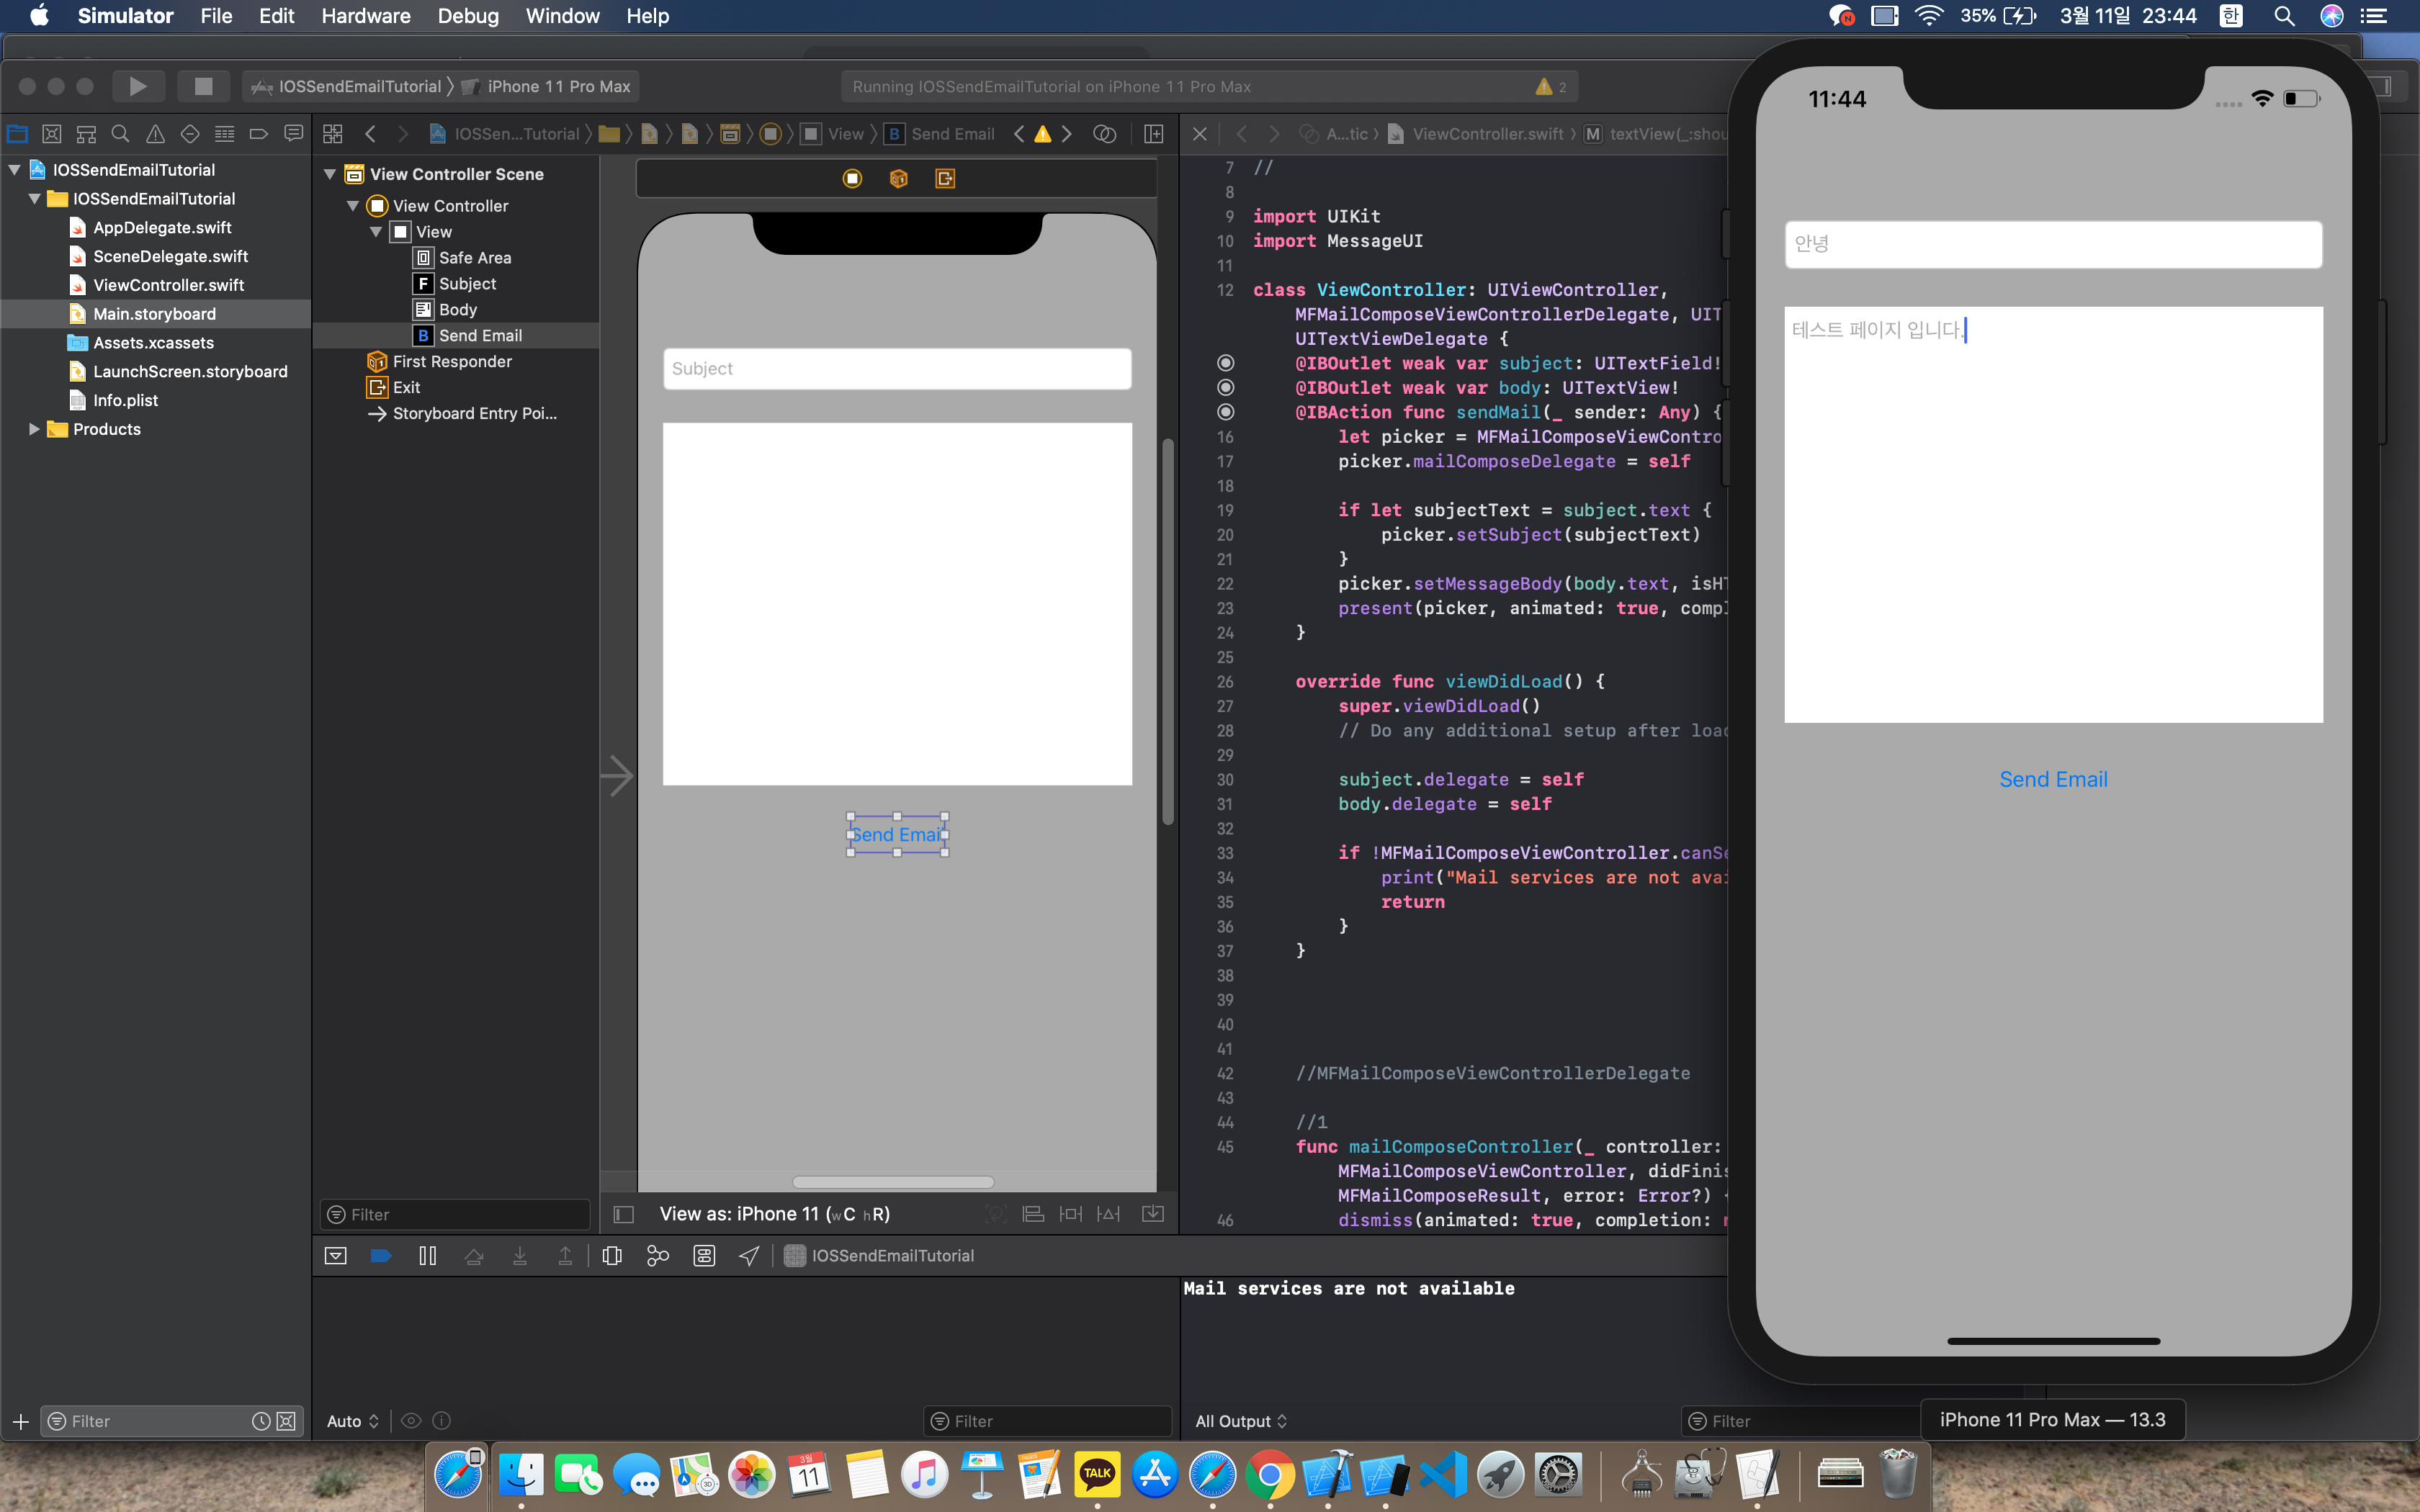 Simulator File Edit Hardware Debug Window Help
35% 3월 11일 23:44 한
IOSSendEmailTutorial iPhone 11 Pro Max
Running IOSSendEmailTutorial on iPhone 11 Pro Max
2
IOSSen...Tutorial View B Send Email
A...tic ViewController.swift M textView(_:shou
IOSSendEmailTutorial
IOSSendEmailTutorial
AppDelegate.swift
SceneDelegate.swift
ViewController.swift
Main.storyboard
Assets.xcassets
LaunchScreen.storyboard
Info.plist
Products
Filter
View Controller Scene
View Controller
View
Safe Area
F Subject
Body
B Send Email
First Responder
Exit
Storyboard Entry Poi...
Filter
Subject
Send Email
View as: iPhone 11 (wC hR)
7 //
8
9 import UIKit
10 import MessageUI
11
12 class ViewController: UIViewController,
MFMailComposeViewControllerDelegate, UIT
UITextViewDelegate {
@IBOutlet weak var subject: UITextField!
@IBOutlet weak var body: UITextView!
@IBAction func sendMail(_ sender: Any) {
16 let picker = MFMailComposeViewContro
17 picker.mailComposeDelegate = self
18
19 if let subjectText = subject.text {
20 picker.setSubject(subjectText)
21 }
22 picker.setMessageBody(body.text, isHT
23 present(picker, animated: true, compl
24 }
25
26 override func viewDidLoad() {
27 super.viewDidLoad()
28 // Do any additional setup after load
29
30 subject.delegate = self
31 body.delegate = self
32
33 if !MFMailComposeViewController.canSe
34 print("Mail services are not avai
35 return
36 }
37 }
38
39
40
41
42 //MFMailComposeViewControllerDelegate
43
44 //1
45 func mailComposeController(_ controller:
MFMailComposeViewController, didFinis
MFMailComposeResult, error: Error?) {
46 dismiss(animated: true, completion: n
IOSSendEmailTutorial
Mail services are not available
Auto
Filter
All Output
Filter
11:44
안녕
테스트 페이지 입니다.
Send Email
iPhone 11 Pro Max — 13.3
3월
11
TALK